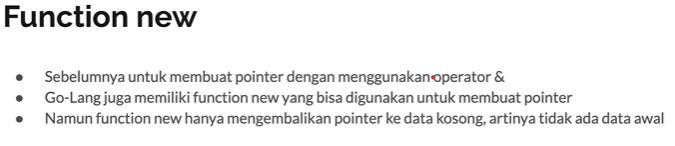 Function new
● Sebelumnya untuk membuat pointer dengan menggunakan operator &
● Go-Lang juga memiliki function new yang bisa digunakan untuk membuat pointer
● Namun function new hanya mengembalikan pointer ke data kosong, artinya tidak ada data awal